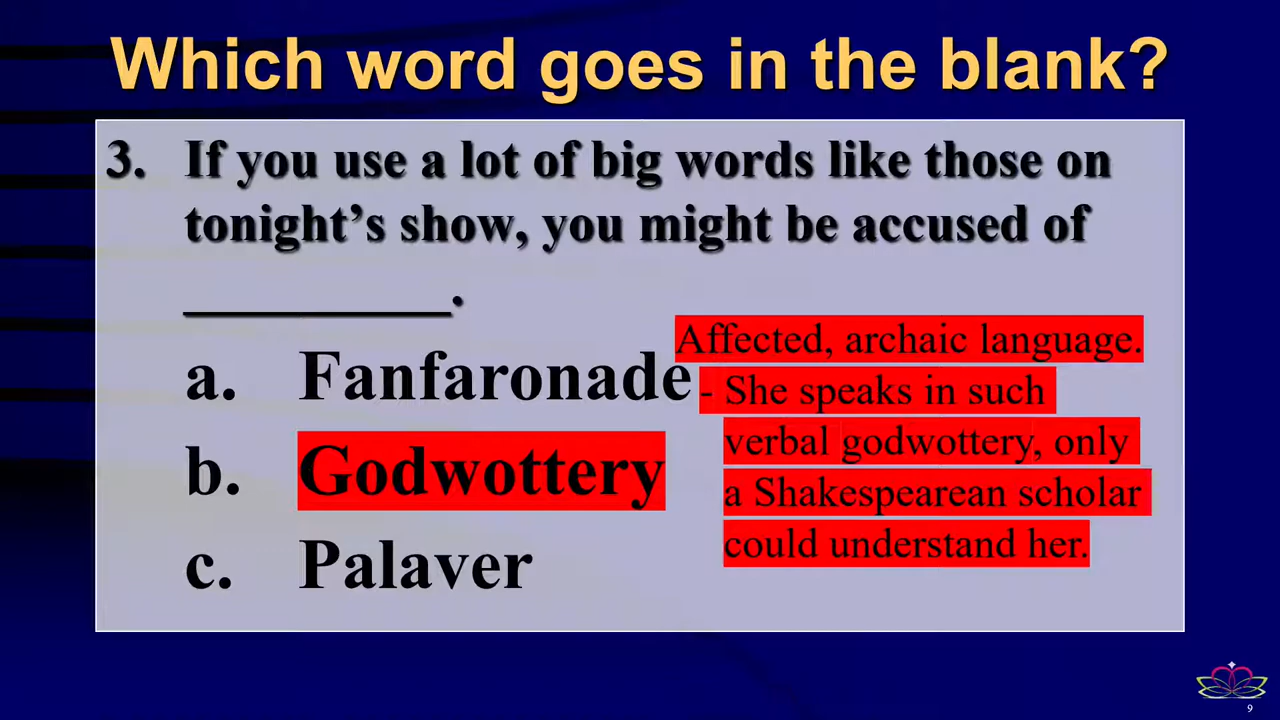 Which word goes in the blank?
3. If you use a lot of big words like those on
tonight’s show, you might be accused of
__________.
a. Fanfaronade
b. Godwottery
c. Palaver
Affected, archaic language.
- She speaks in such
verbal godwottery, only
a Shakespearean scholar
could understand her.
9